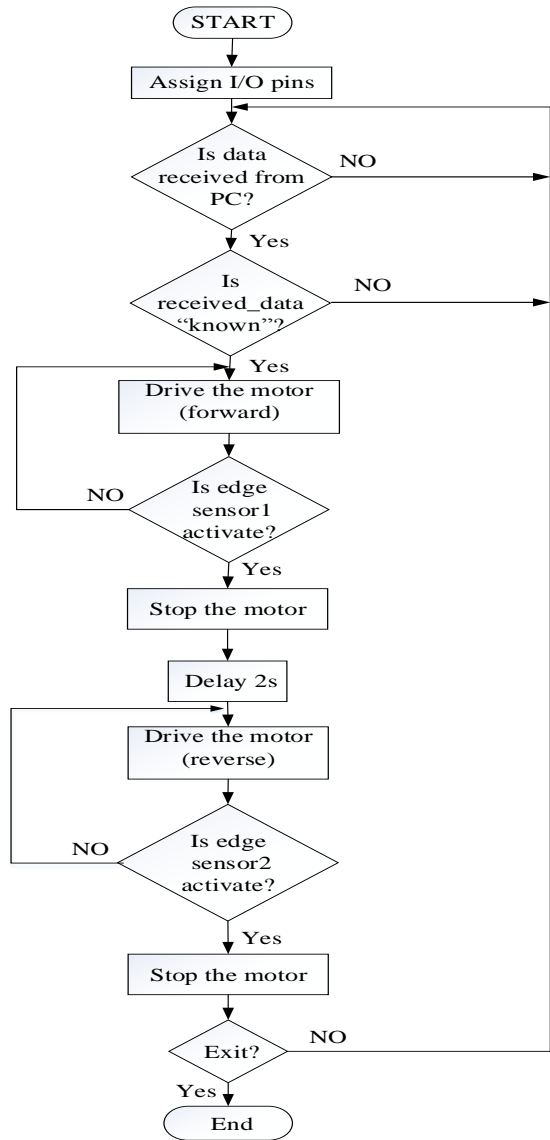 START
Assign I/O pins
Is data
received from
PC?
NO
Yes
Is
received_data
“known”?
NO
Yes
Drive the motor
(forward)
Is edge
sensor1
activate?
NO
Yes
Stop the motor
Delay 2s
Drive the motor
(reverse)
Is edge
sensor2
activate?
NO
Yes
Stop the motor
Exit?
NO
Yes
End